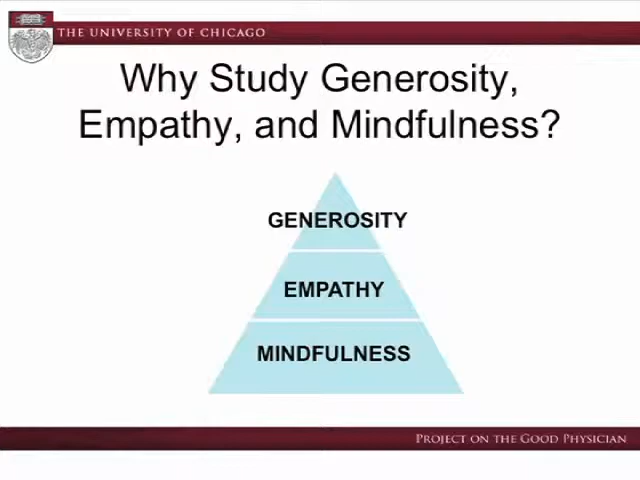 THE UNIVERSITY OF CHICAGO
Why Study Generosity,
Empathy, and Mindfulness?
GENEROSITY
EMPATHY
MINDFULNESS
PROJECT ON THE GOOD PHYSICIAN